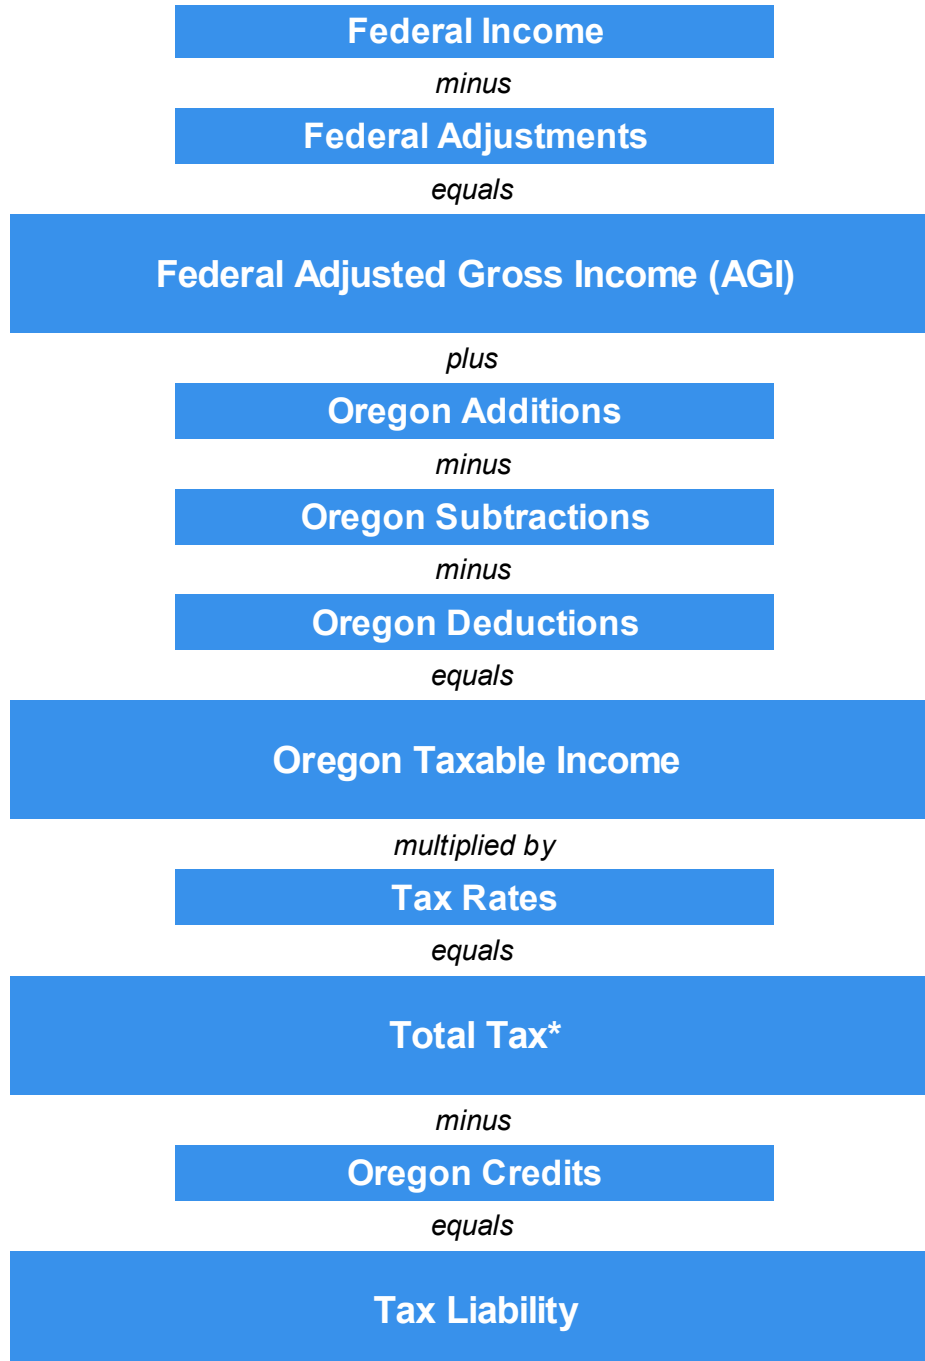 Federal Income
minus
Federal Adjustments
equals
Federal Adjusted Gross Income (AGI)
plus
Oregon Additions
minus
Oregon Subtractions
minus
Oregon Deductions
equals
Oregon Taxable Income
multiplied by
Tax Rates
equals
Total Tax*
minus
Oregon Credits
equals
Tax Liability